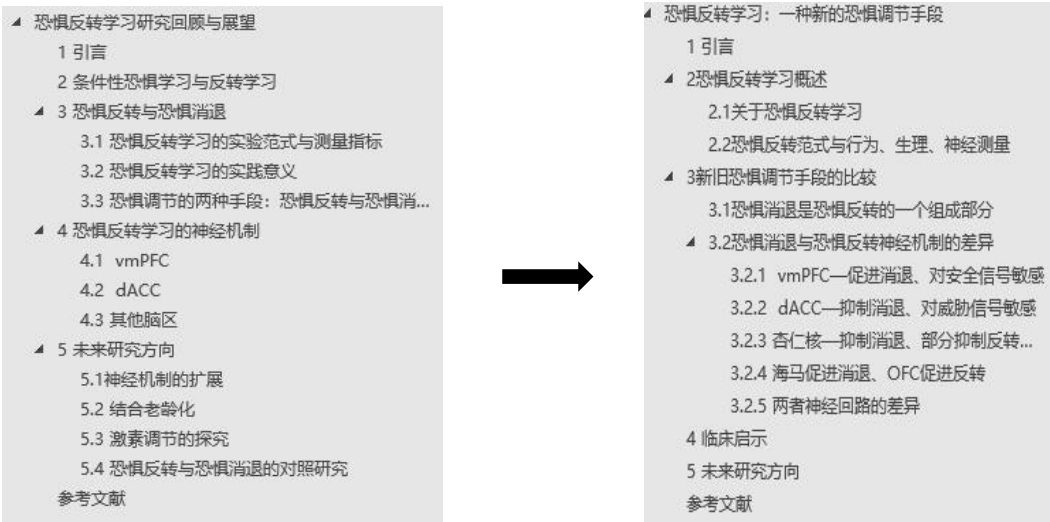 恐惧反转学习研究回顾与展望
1 引言
2 条件性恐惧学习与反转学习
3 恐惧反转与恐惧消退
3.1 恐惧反转学习的实验范式与测量指标
3.2 恐惧反转学习的实践意义
3.3 恐惧调节的两种手段：恐惧反转与恐惧消...
4 恐惧反转学习的神经机制
4.1 vmPFC
4.2 dACC
4.3 其他脑区
5 未来研究方向
5.1神经机制的扩展
5.2 结合老龄化
5.3 激素调节的探究
5.4 恐惧反转与恐惧消退的对照研究
参考文献
恐惧反转学习：一种新的恐惧调节手段
1 引言
2恐惧反转学习概述
2.1关于恐惧反转学习
2.2恐惧反转范式与行为、生理、神经测量
3新旧恐惧调节手段的比较
3.1恐惧消退是恐惧反转的一个组成部分
3.2恐惧消退与恐惧反转神经机制的差异
3.2.1 vmPFC—促进消退、对安全信号敏感
3.2.2 dACC—抑制消退、对威胁信号敏感
3.2.3 杏仁核—抑制消退、部分抑制反转...
3.2.4 海马促进消退、OFC促进反转
3.2.5 两者神经回路的差异
4 临床启示
5 未来研究方向
参考文献